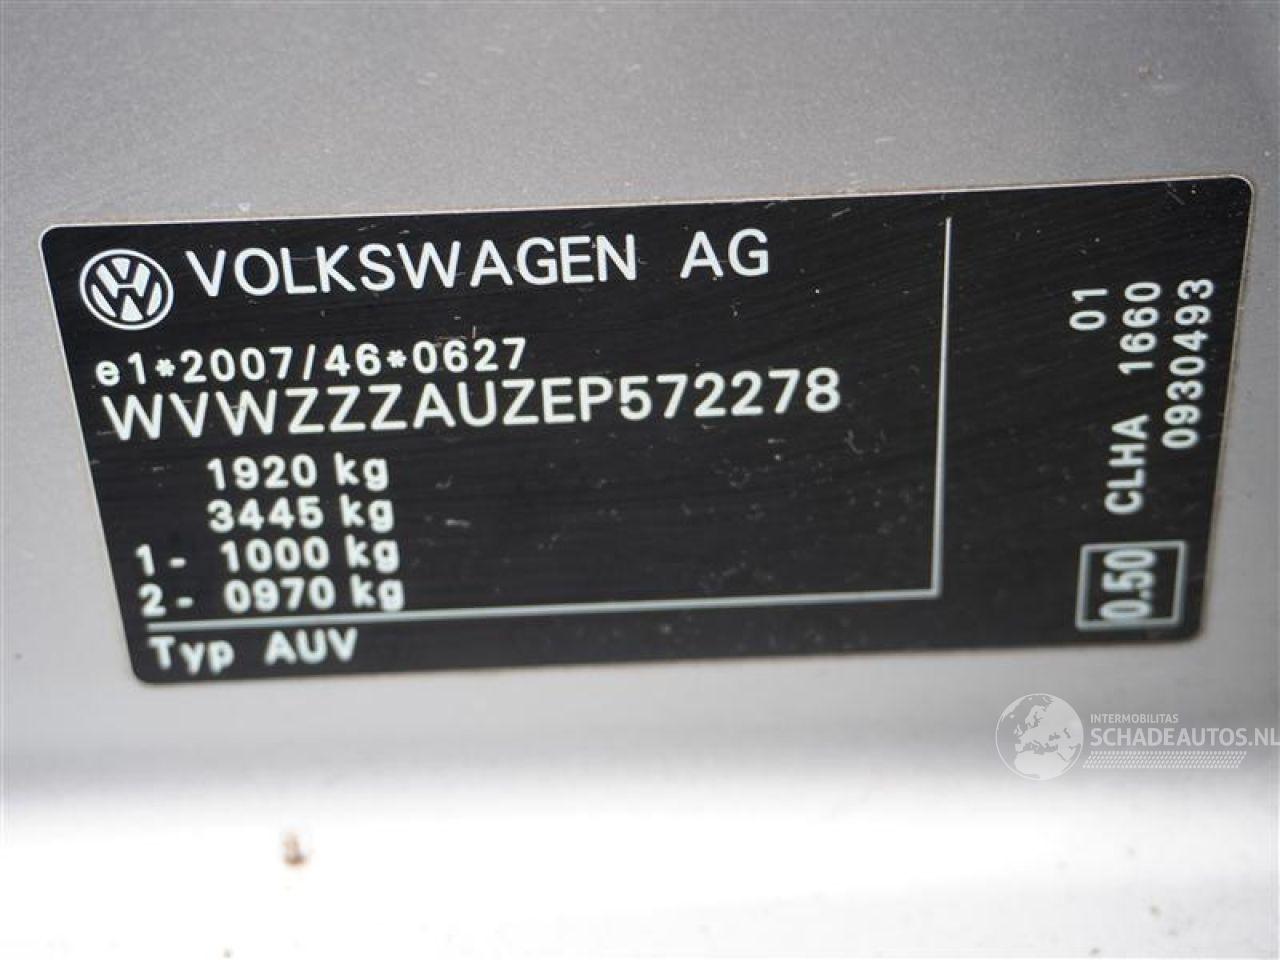 VOLKSWAGEN AG
e1*2007/46*0627
WVWZZZAUZEP572278
1920 kg
3445 kg
1- 1000 kg
2- 0970 kg
Typ AUV
01
CLHA 1660
0930493
0.50
INTERMOBILITAS
SCHADEAUTOS.NL